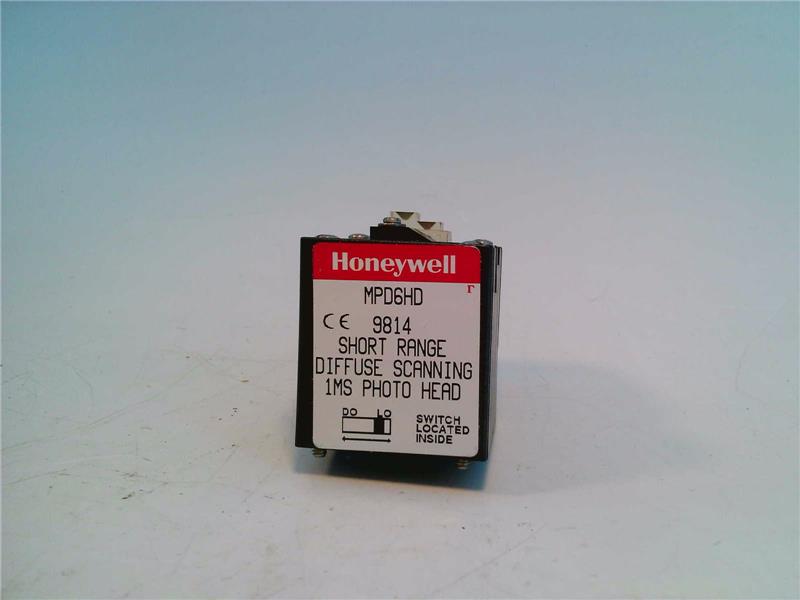 Honeywell
r
MPD6HD
CE 9814
SHORT RANGE
DIFFUSE SCANNING
1MS PHOTO HEAD
DO LO
SWITCH
LOCATED
INSIDE